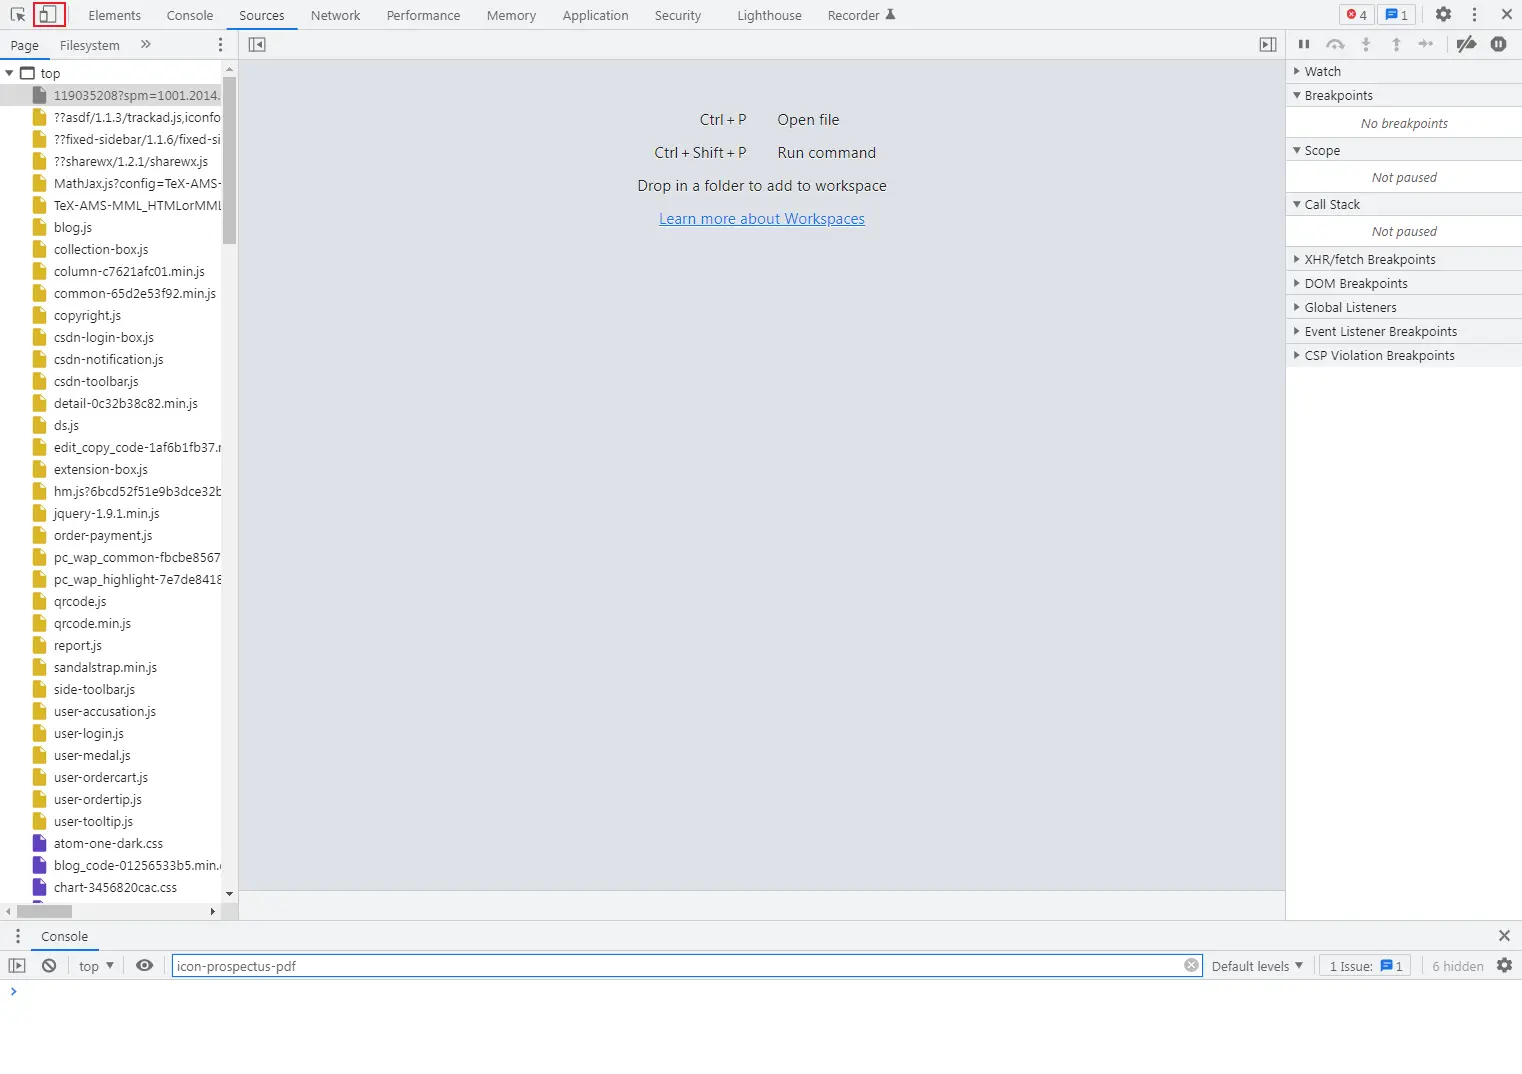 Elements Console Sources Network Performance Memory Application Security Lighthouse Recorder 4 1
Page Filesystem
top
119035208?spm=1001.2014.
??asdf/1.1.3/trackad.js,iconfo
??fixed-sidebar/1.1.6/fixed-si
??sharewx/1.2.1/sharewx.js
MathJax.js?config=TeX-AMS-
TeX-AMS-MML_HTMLorMML
blog.js
collection-box.js
column-c7621afc01.min.js
common-65d2e53f92.min.js
copyright.js
csdn-login-box.js
csdn-notification.js
csdn-toolbar.js
detail-0c32b38c82.min.js
ds.js
edit_copy_code-1af6b1fb37.r
extension-box.js
hm.js?6bcd52f51e9b3dce32b
jquery-1.9.1.min.js
order-payment.js
pc_wap_common-fbcbe8567
pc_wap_highlight-7e7de8418
qrcode.js
qrcode.min.js
report.js
sandalstrap.min.js
side-toolbar.js
user-accusation.js
user-login.js
user-medal.js
user-ordercart.js
user-ordertip.js
user-tooltip.js
atom-one-dark.css
blog_code-01256533b5.min.c
chart-3456820cac.css
Ctrl + P Open file
Ctrl + Shift + P Run command
Drop in a folder to add to workspace
Learn more about Workspaces
Watch
Breakpoints
No breakpoints
Scope
Not paused
Call Stack
Not paused
XHR/fetch Breakpoints
DOM Breakpoints
Global Listeners
Event Listener Breakpoints
CSP Violation Breakpoints
Console
top icon-prospectus-pdf Default levels 1 Issue: 1 6 hidden